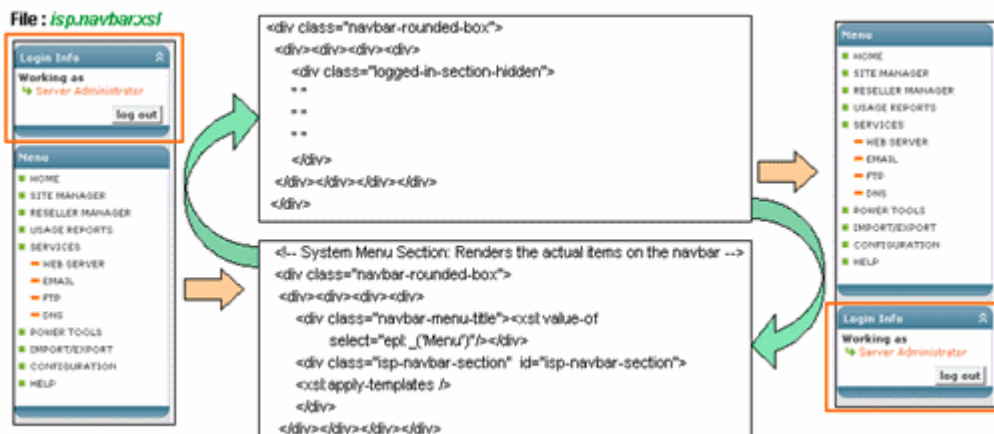 File : isp.navbar.xsl
Login Info
Working as
Server Administrator
log out
Menu
HOME
SITE MANAGER
RESELLER MANAGER
USAGE REPORTS
SERVICES
WEB SERVER
EMAIL
FTP
DNS
POWER TOOLS
IMPORT/EXPORT
CONFIGURATION
HELP
<div class="navbar-rounded-box">
<div><div><div><div>
<div class="logged-in-section-hidden">
" "
" "
" "
</div>
</div></div></div></div>
</div>
<!-- System Menu Section: Renders the actual items on the navbar -->
<div class="navbar-rounded-box">
<div><div><div><div>
<div class="navbar-menu-title"><xsl:value-of
select="epl:_('Menu')"/></div>
<div class="isp-navbar-section" id="isp-navbar-section">
<xsl:apply-templates />
</div>
</div></div></div></div>
Menu
HOME
SITE MANAGER
RESELLER MANAGER
USAGE REPORTS
SERVICES
WEB SERVER
EMAIL
FTP
DNS
POWER TOOLS
IMPORT/EXPORT
CONFIGURATION
HELP
Login Info
Working as
Server Administrator
log out